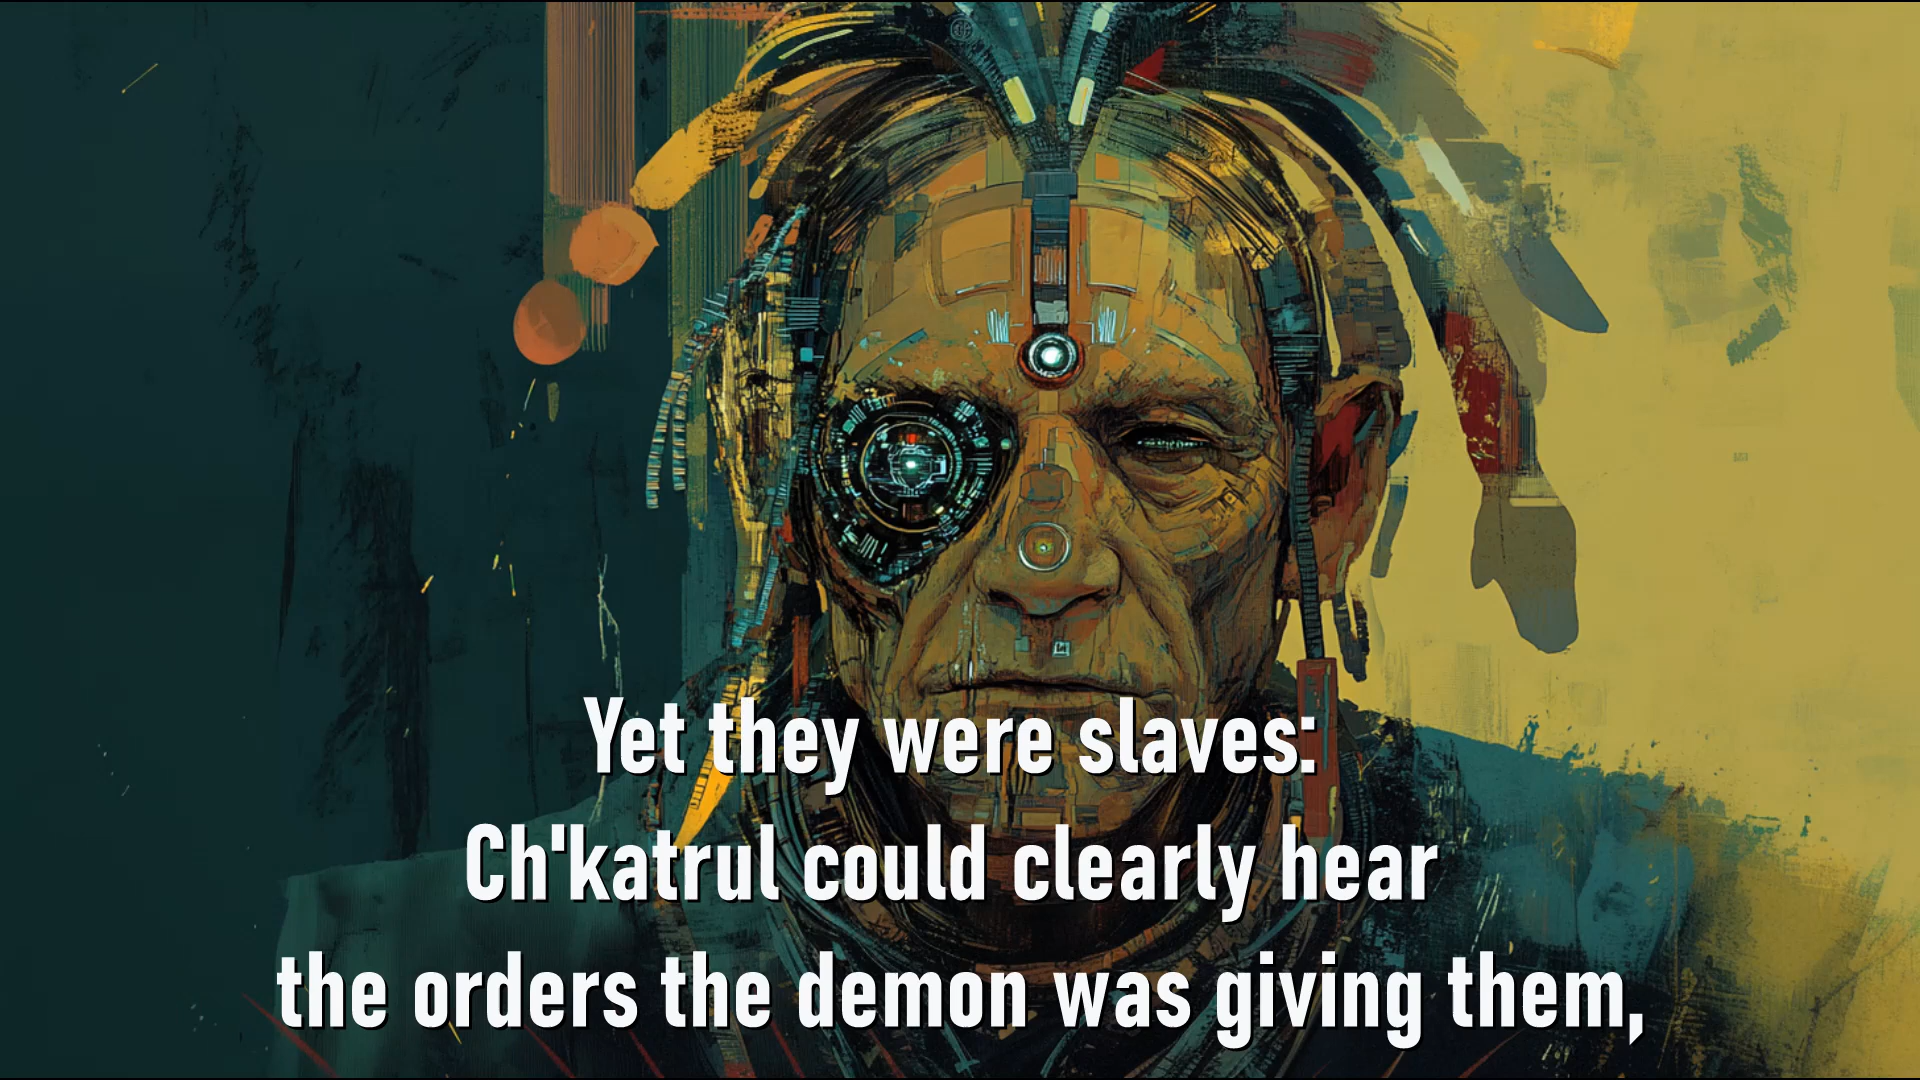 Yet they were slaves:
Ch'katrul could clearly hear
the orders the demon was giving them,